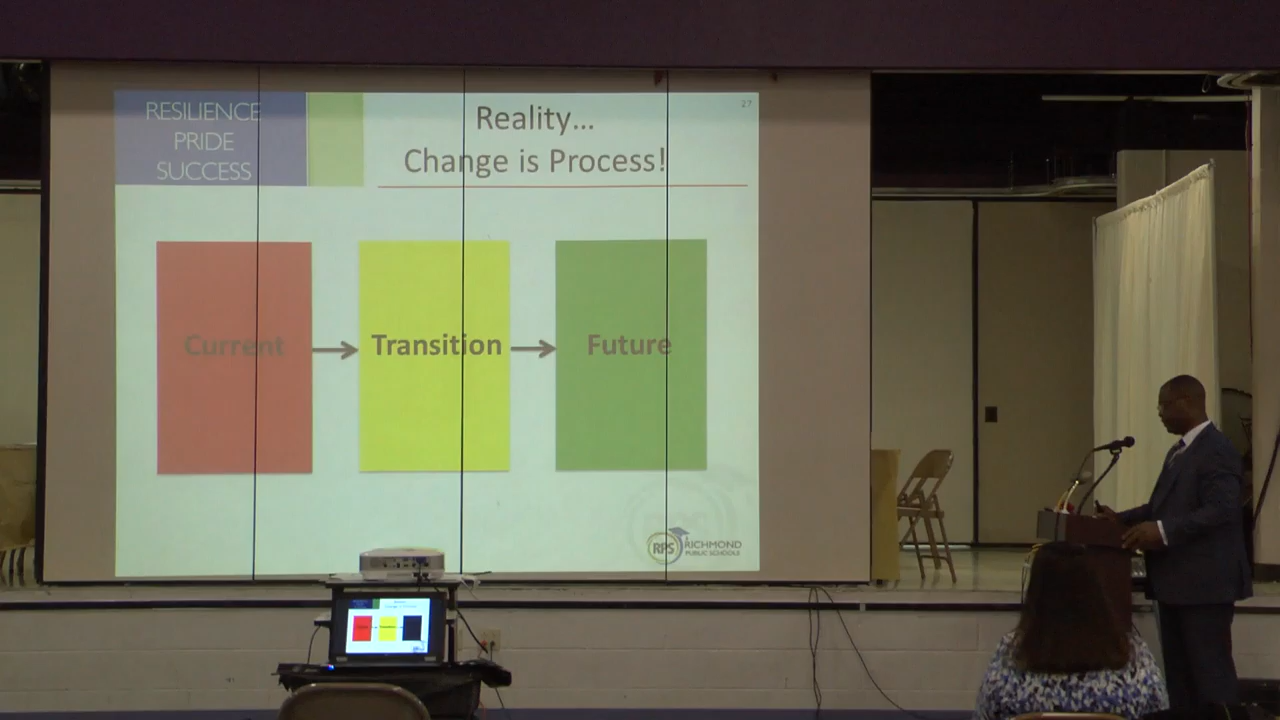 RESILIENCE
PRIDE
SUCCESS
27
Reality...
Change is Process!
Current
Transition
Future
RPS
RICHMOND
PUBLIC SCHOOLS